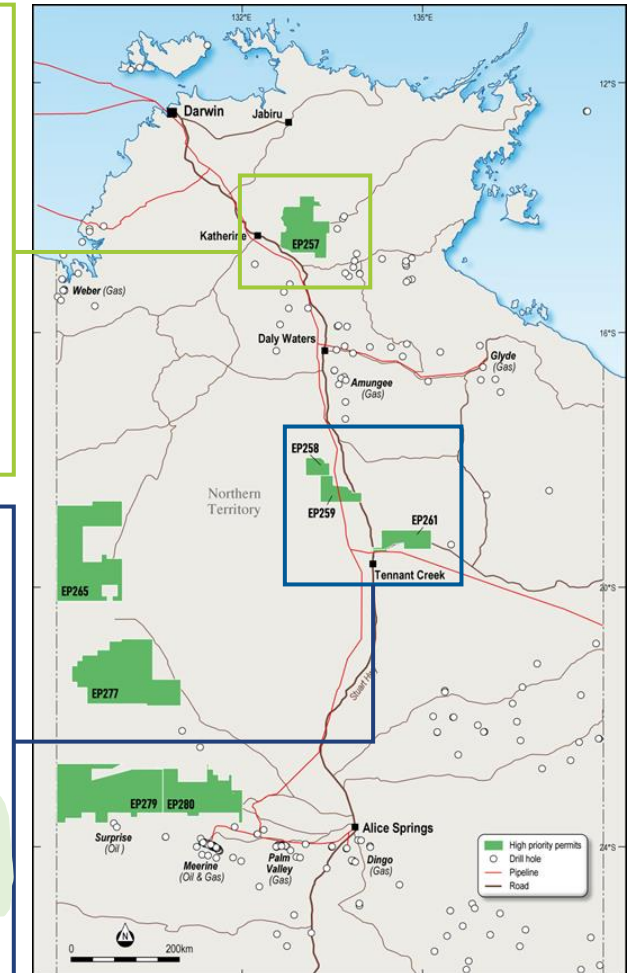 132°E
135°E
12°S
Darwin
Jabiru
Katherine
EP257
Weber (Gas)
16°S
Daly Waters
Glyde
(Gas)
Amungee
(Gas)
EP258
Northern
Territory
EP259
EP261
EP265
Tennant Creek
20°S
EP277
Stuart Hwy
EP279
EP280
Surprise
(Oil )
Alice Springs
Meerine
(Oil & Gas)
Palm
Valley
(Gas)
Dingo
(Gas)
High priority permits
Drill hole
Pipeline
Road
24°S
N
0
200km